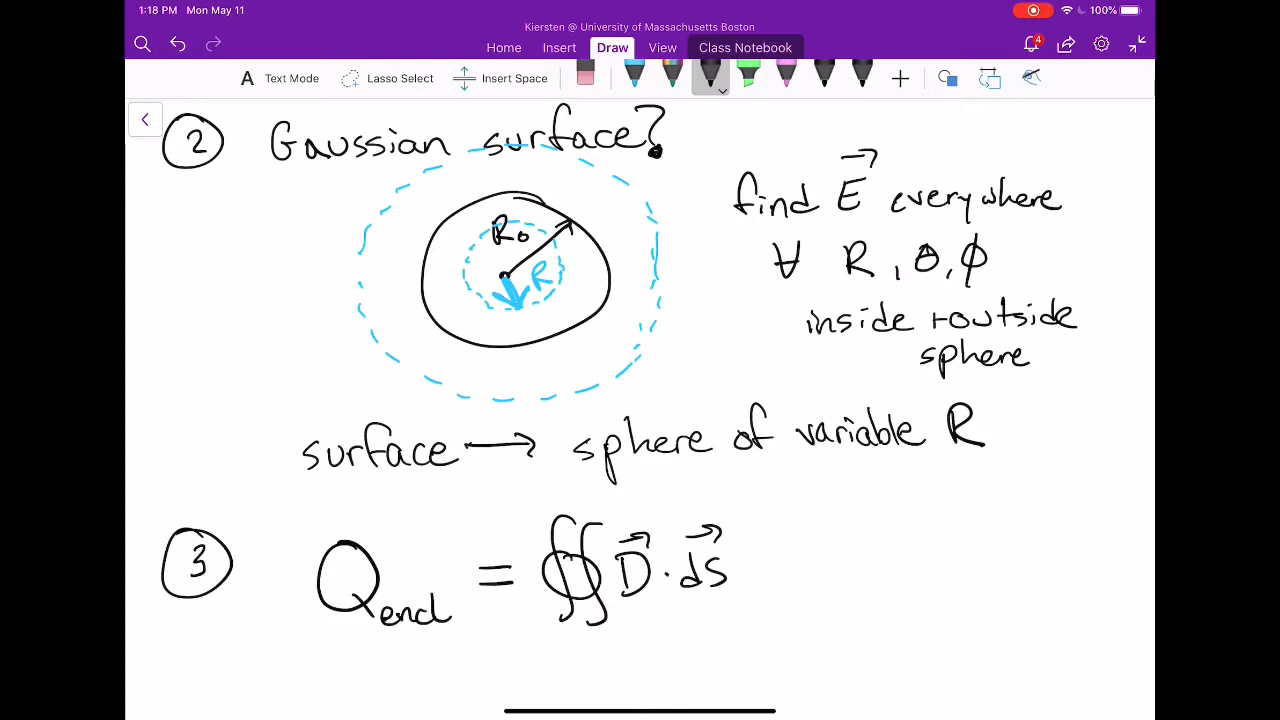 1:18 PM Mon May 11
100%
Kiersten @ University of Massachusetts Boston
Home Insert Draw View Class Notebook
4
A Text Mode Lasso Select Insert Space
2 Gaussian surface?
R₀
R
find E⃗ everywhere
∀ R, θ, ϕ
inside + outside
sphere
surface → sphere of variable R
3 Q_encl = ∯ D⃗ · d⃗S